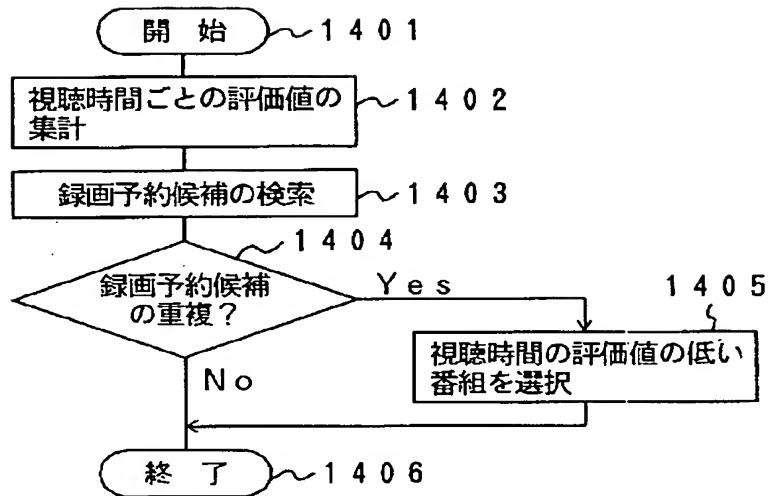 開 始 1401
視聴時間ごとの評価値の 1402
集計
録画予約候補の検索 1403
1404
録画予約候補
の重複？
Yes
1405
視聴時間の評価値の低い
番組を選択
No
終 了 1406